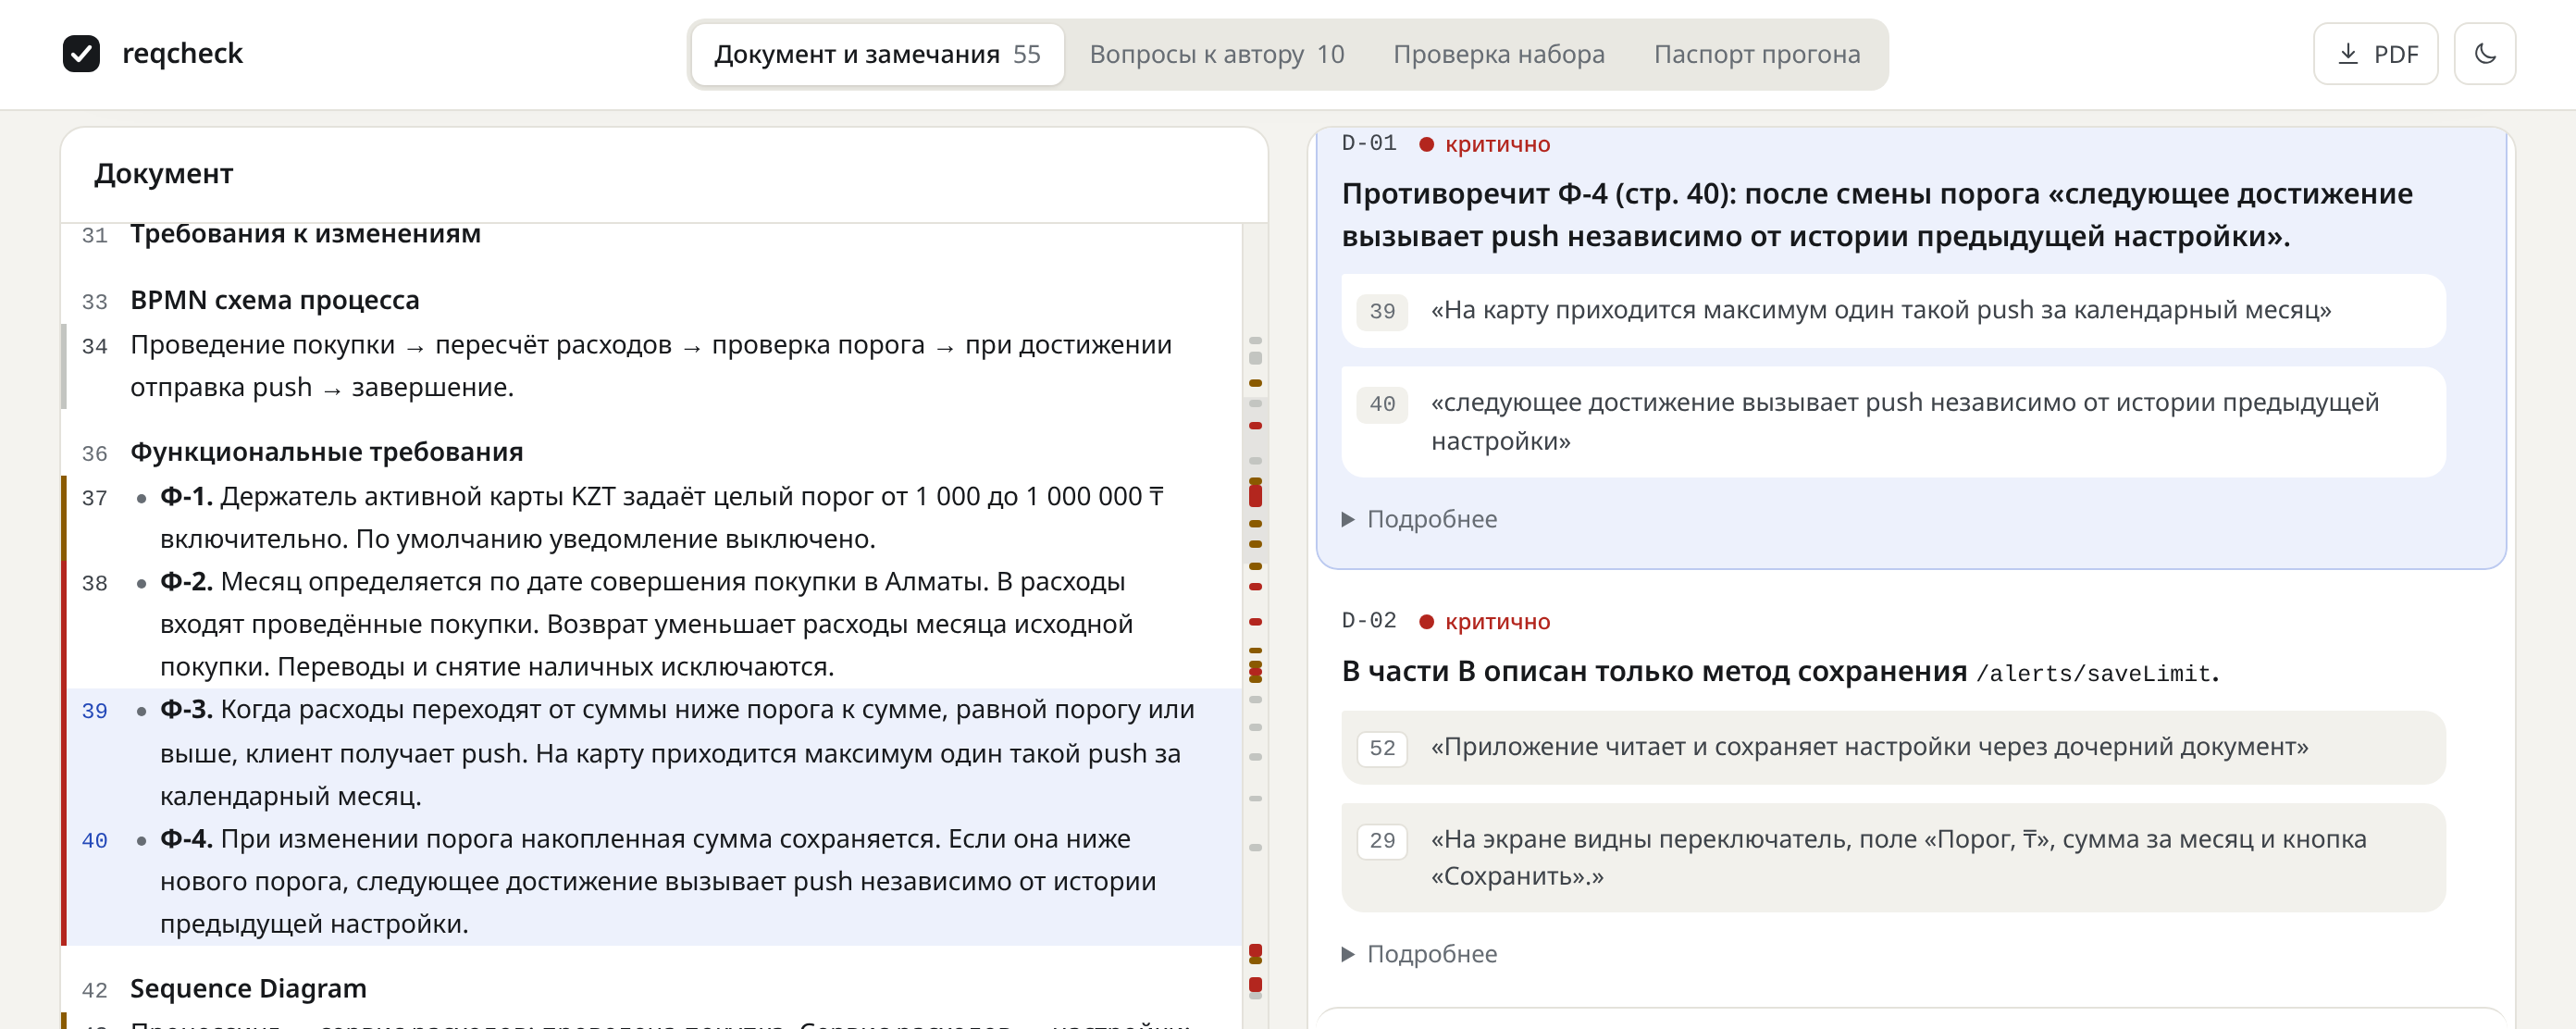 reqcheck
Документ и замечания 55
Вопросы к автору 10
Проверка набора
Паспорт прогона
PDF
Документ
31 Требования к изменениям
33 BPMN схема процесса
34 Проведение покупки → пересчёт расходов → проверка порога → при достижении
отправка push → завершение.
36 Функциональные требования
37 • Ф-1. Держатель активной карты KZT задаёт целый порог от 1 000 до 1 000 000 ₸
включительно. По умолчанию уведомление выключено.
38 • Ф-2. Месяц определяется по дате совершения покупки в Алматы. В расходы
входят проведённые покупки. Возврат уменьшает расходы месяца исходной
покупки. Переводы и снятие наличных исключаются.
39 • Ф-3. Когда расходы переходят от суммы ниже порога к сумме, равной порогу или
выше, клиент получает push. На карту приходится максимум один такой push за
календарный месяц.
40 • Ф-4. При изменении порога накопленная сумма сохраняется. Если она ниже
нового порога, следующее достижение вызывает push независимо от истории
предыдущей настройки.
42 Sequence Diagram
D-01 ● критично
Противоречит Ф-4 (стр. 40): после смены порога «следующее достижение
вызывает push независимо от истории предыдущей настройки».
39 «На карту приходится максимум один такой push за календарный месяц»
40 «следующее достижение вызывает push независимо от истории предыдущей
настройки»
▶ Подробнее
D-02 ● критично
В части B описан только метод сохранения /alerts/saveLimit.
52 «Приложение читает и сохраняет настройки через дочерний документ»
29 «На экране видны переключатель, поле «Порог, ₸», сумма за месяц и кнопка
«Сохранить».»
▶ Подробнее